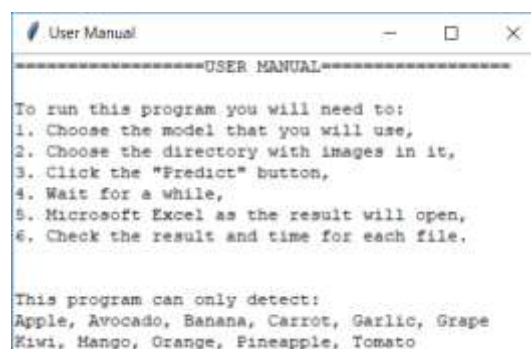 User Manual
===================USER MANUAL===================
To run this program you will need to:
1. Choose the model that you will use,
2. Choose the directory with images in it,
3. Click the "Predict" button,
4. Wait for a while,
5. Microsoft Excel as the result will open,
6. Check the result and time for each file.
This program can only detect:
Apple, Avocado, Banana, Carrot, Garlic, Grape
Kiwi, Mango, Orange, Pineapple, Tomato